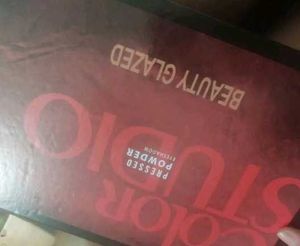 BEAUTY GLAZED
COLOR
STUDIO
PRESSED
POWDER
EYESHADOW